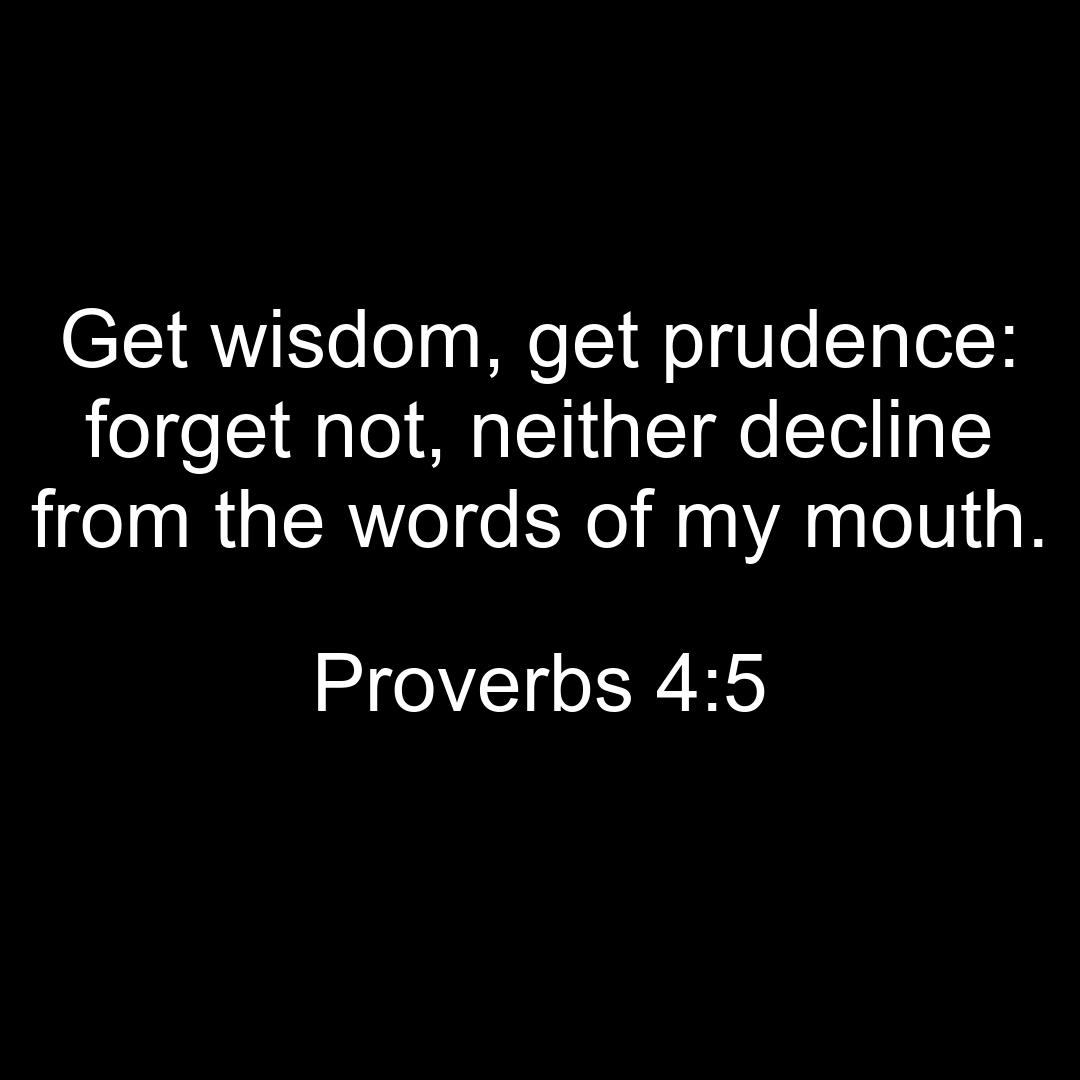 Get wisdom, get prudence:
forget not, neither decline
from the words of my mouth.
Proverbs 4:5